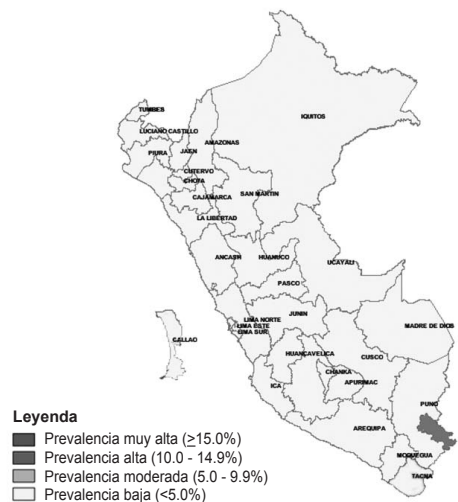 TUMBES
IQUITOS
LUCIANO CASTILLO
AMAZONAS
PIURA
JAEN
CUTERVO
CHOTA
SAN MARTIN
CAJAMARCA
LA LIBERTAD
ANCASH
HUANUCO
UCAYALI
PASCO
LIMA NORTE
JUNIN
LIMA ESTE
MADRE DE DIOS
LIMA SUR
CALLAO
HUANCAVELICA
CUSCO
CHANKA
ICA
APURIMAC
PUNO
AREQUIPA
MOQUEGUA
TACNA
Leyenda
Prevalencia muy alta (≥15.0%)
Prevalencia alta (10.0 - 14.9%)
Prevalencia moderada (5.0 - 9.9%)
Prevalencia baja (<5.0%)